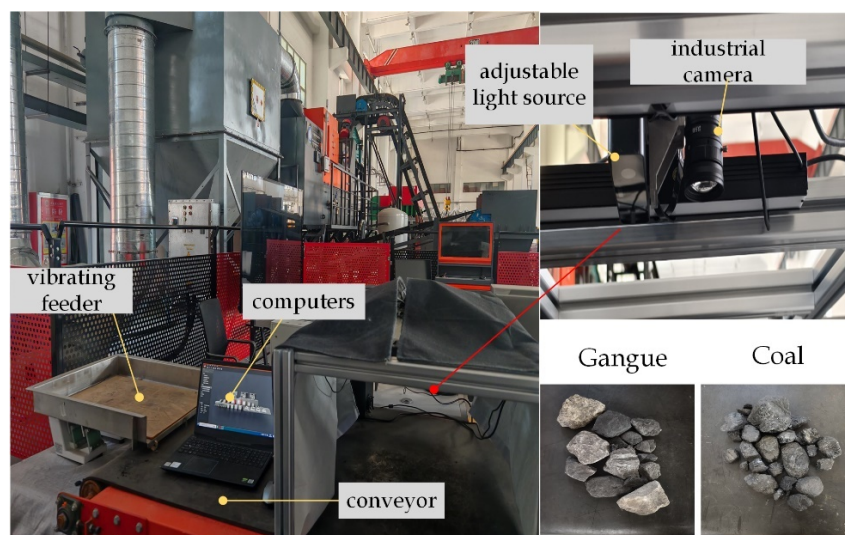 adjustable
light source
industrial
camera
vibrating
feeder
computers
conveyor
Gangue
Coal